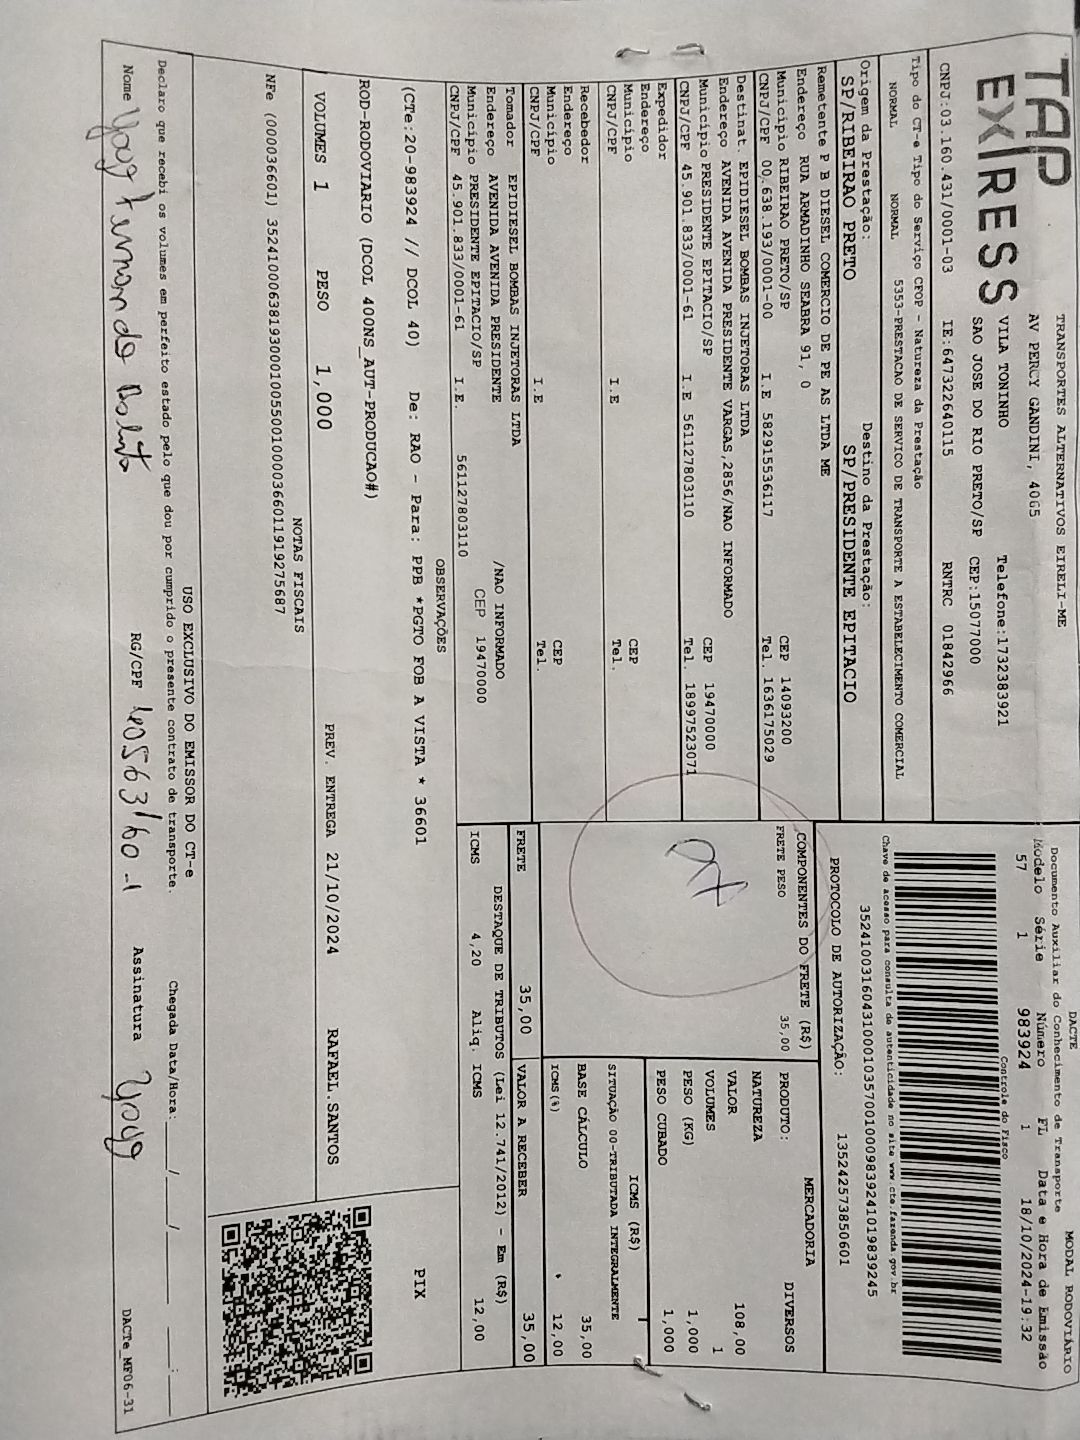 TAP
EXPRESS
TRANSPORTES ALTERNATIVOS EIRELI-ME
AV PERCY GANDINI, 4065
VILA TONINHO Telefone:1732383921
SAO JOSE DO RIO PRETO/SP CEP:15077000
CNPJ:03.160.431/0001-03 IE:647322640115 RNTRC 01842966
Tipo do CT-e Tipo do Serviço CFOP - Natureza da Prestação
NORMAL NORMAL 5353-PRESTACAO DE SERVICO DE TRANSPORTE A ESTABELECIMENTO COMERCIAL
Origem da Prestação: Destino da Prestação:
SP/RIBEIRAO PRETO SP/PRESIDENTE EPITACIO
DACTE MODAL RODOVIÁRIO
Documento Auxiliar do Conhecimento de Transporte
Modelo Série Número FL Data e Hora de Emissão
57 1 983924 1 18/10/2024-19:32
Controle do Fisco
Chave de acesso para consulta de autenticidade no site www.cte.fazenda.gov.br
35241003160431000103570010009839241019839245
PROTOCOLO DE AUTORIZAÇÃO: 135242573850601
Remetente P B DIESEL COMERCIO DE PE AS LTDA ME
Endereço RUA ARMADINHO SEABRA 91, 0
Município RIBEIRAO PRETO/SP CEP 14093200
CNPJ/CPF 00.638.193/0001-00 I.E 582915536117 Tel. 1636175029
Destinat. EPIDIESEL BOMBAS INJETORAS LTDA
Endereço AVENIDA AVENIDA PRESIDENTE VARGAS,2856/NAO INFORMADO
Município PRESIDENTE EPITACIO/SP CEP 19470000
CNPJ/CPF 45.901.833/0001-61 I.E 561127803110 Tel. 18997523071
Expedidor
Endereço
Município CEP
CNPJ/CPF I.E Tel.
Recebedor
Endereço
Município CEP
CNPJ/CPF I.E Tel.
Tomador EPIDIESEL BOMBAS INJETORAS LTDA
Endereço AVENIDA AVENIDA PRESIDENTE /NAO INFORMADO
Município PRESIDENTE EPITACIO/SP CEP 19470000
CNPJ/CPF 45.901.833/0001-61 I.E. 561127803110
COMPONENTES DO FRETE (R$)
FRETE PESO 35,00
PRODUTO: MERCADORIA
NATUREZA DIVERSOS
VALOR 108,00
VOLUMES 1
PESO (KG) 1,000
PESO CUBADO 1,000
ICMS (R$)
SITUAÇÃO 00-TRIBUTADA INTEGRALMENTE
BASE CÁLCULO 35,00
ICMS(%) 12,00
FRETE 35,00 VALOR A RECEBER 35,00
DESTAQUE DE TRIBUTOS (Lei 12.741/2012) - Em (R$)
ICMS 4,20 Aliq. ICMS 12,00
OBSERVAÇÕES
(CTe:20-983924 // DCOL 40) De: RAO - Para: PPB *PGTO FOB A VISTA * 36601
PIX
ROD-RODOVIARIO (DCOL 400NS_AUT-PRODUCAO#)
VOLUMES 1 PESO 1,000 PREV. ENTREGA 21/10/2024 RAFAEL.SANTOS
NOTAS FISCAIS
NFe (000036601) 35241000638193000100550010000366011919275687
USO EXCLUSIVO DO EMISSOR DO CT-e
Declaro que recebi os volumes em perfeito estado pelo que dou por cumprido o presente contrato de transporte. Chegada Data/Hora: ___/___/______ ___:___
Nome RG/CPF 40563160-1 Assinatura
DACTe_MF06-31